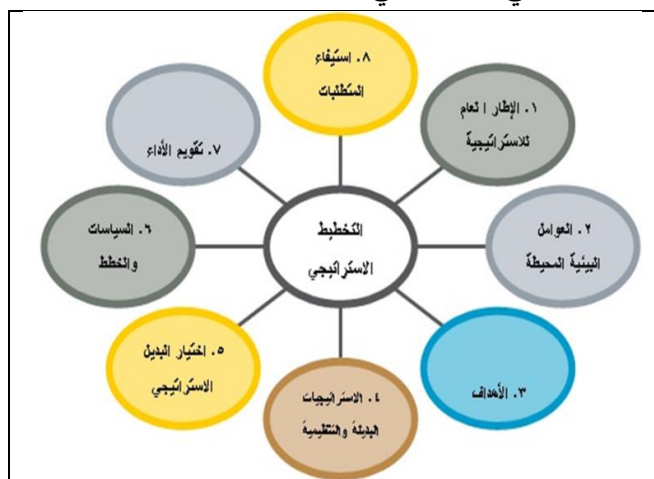 التخطيط
الاستراتيجي
١. الإطار العام
للاستراتيجية
٢. العوامل
البيئية المحيطة
٣. الأهداف
٤. الاستراتيجيات
البديلة والتنظيمية
٥. اختيار البديل
الاستراتيجي
٦. السياسات
والخطط
٧. تقويم الأداء
٨. استيفاء
المتطلبات